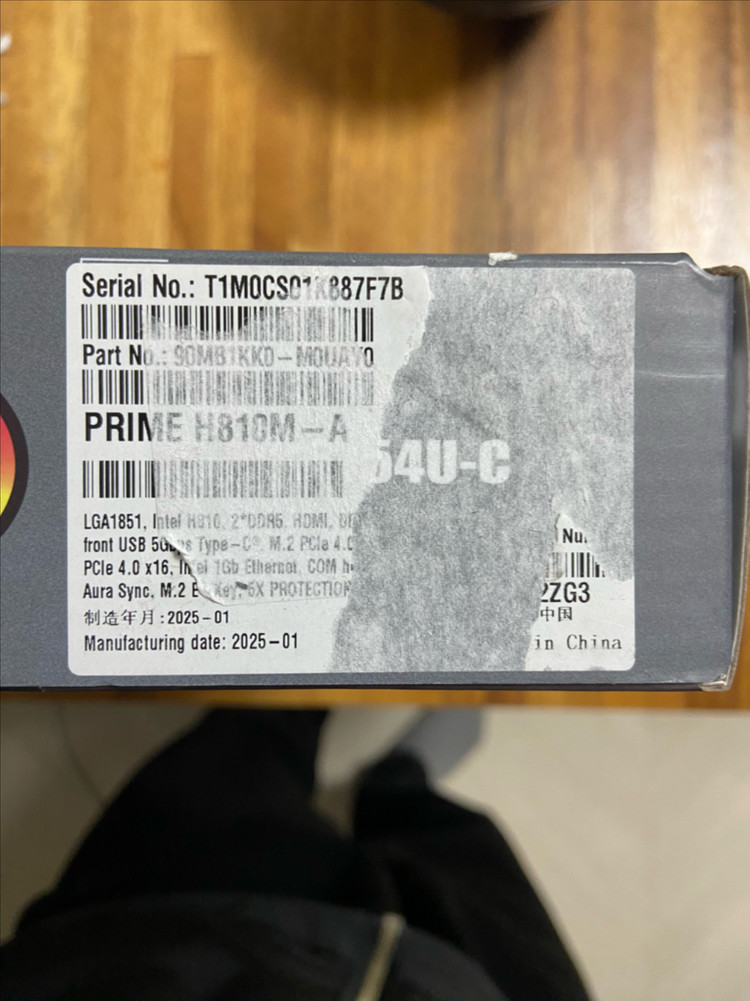 Serial No.: T1M0CS01K887F7B
Part No.: 90MB1KK0-M0UAY0
PRIME H810M-A
54U-C
LGA1851, Intel H810, 2*DDR5, HDMI,
front USB 5Gbps Type-C®, M.2 PCIe 4.0
PCIe 4.0 x16, Intel 1Gb Ethernet, COM
Aura Sync, M.2 E Key, 5X PROTECTION
2ZG3
制造年月:2025-01
中国
Manufacturing date: 2025-01
in China